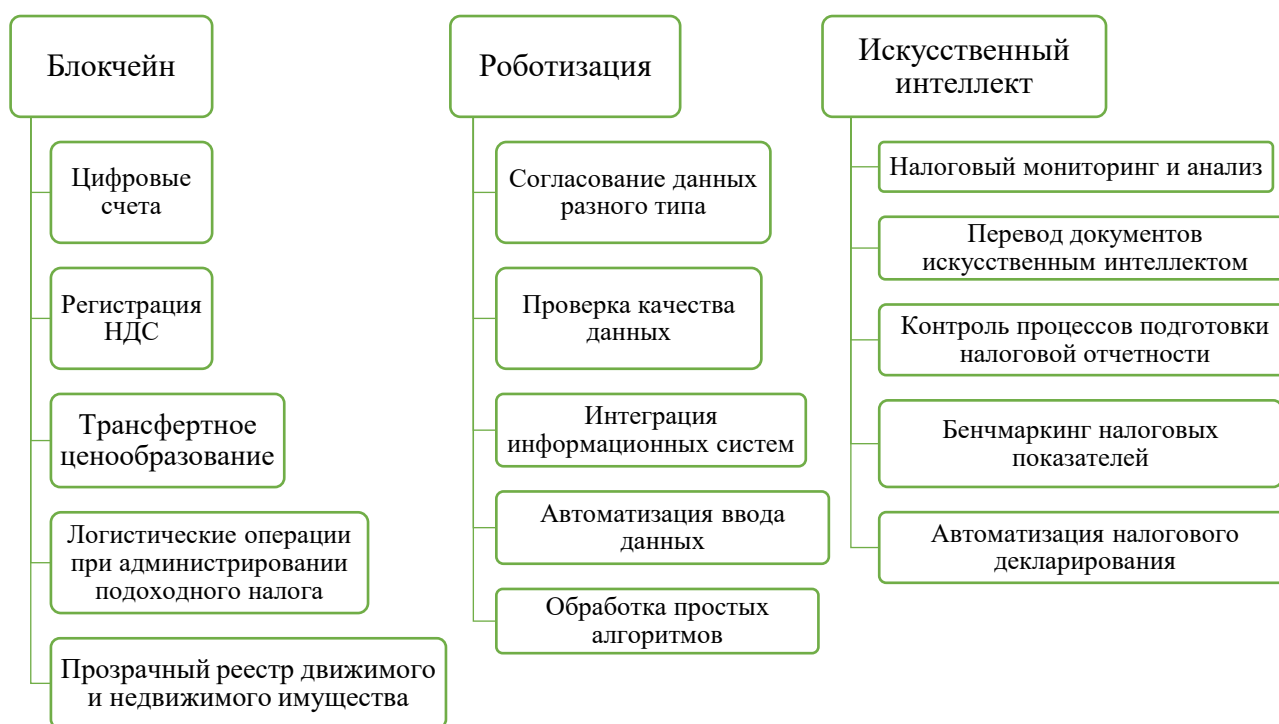 Блокчейн
Цифровые
счета
Регистрация
НДС
Трансфертное
ценообразование
Логистические операции
при администрировании
подоходного налога
Прозрачный реестр движимого
и недвижимого имущества
Роботизация
Согласование данных
разного типа
Проверка качества
данных
Интеграция
информационных систем
Автоматизация ввода
данных
Обработка простых
алгоритмов
Искусственный
интеллект
Налоговый мониторинг и анализ
Перевод документов
искусственным интеллектом
Контроль процессов подготовки
налоговой отчетности
Бенчмаркинг налоговых
показателей
Автоматизация налогового
декларирования